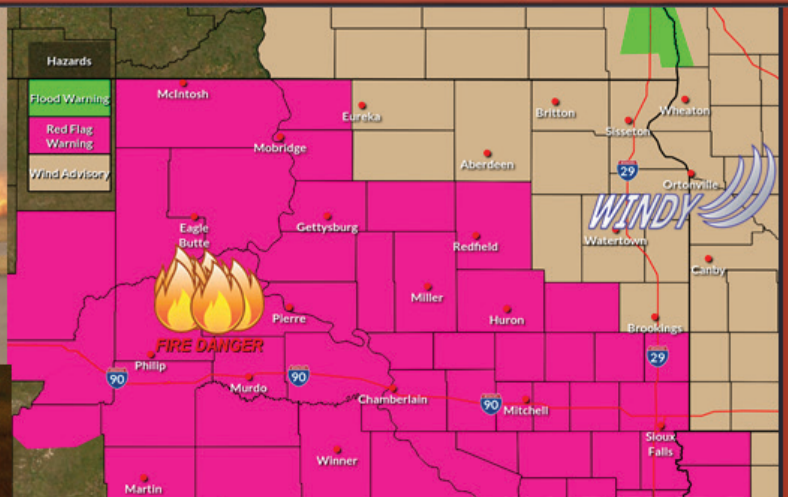 Hazards
Flood Warning
Red Flag
Warning
Wind Advisory
McIntosh
Eureka
Britton
Wheaton
Sisseton
Mobridge
Aberdeen
29
Ortonville
WINDY
Eagle
Butte
Gettysburg
Redfield
Watertown
Canby
Miller
Pierre
Huron
Brookings
FIRE DANGER
Philip
29
90
Murdo
90
Chamberlain
90
Mitchell
Sioux
Falls
Winner
Martin